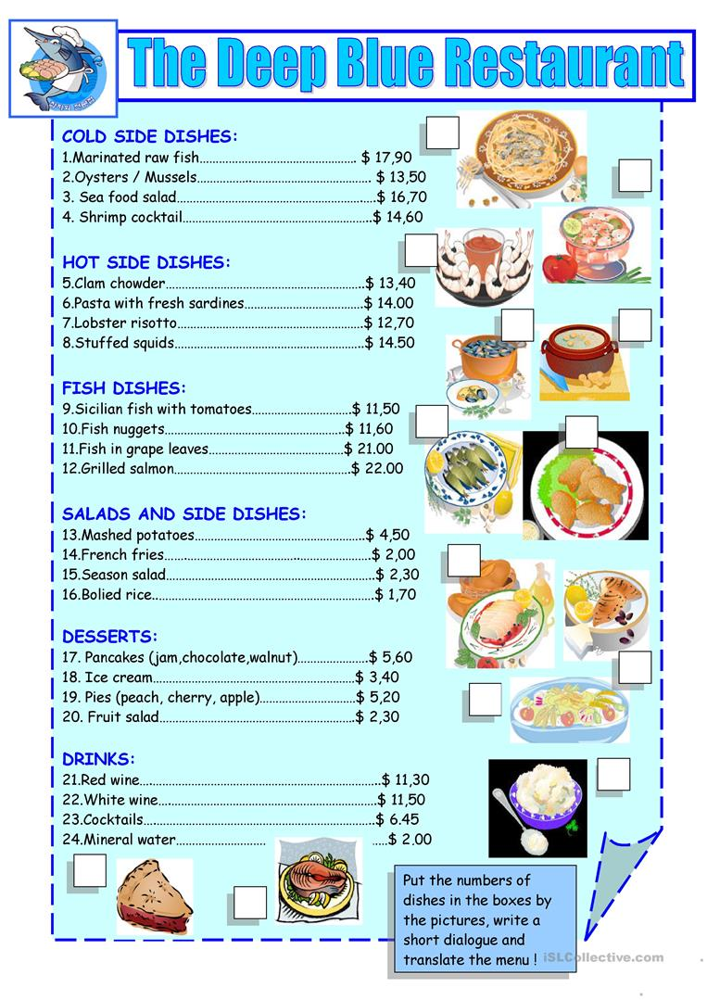 The Deep Blue Restaurant
COLD SIDE DISHES:
1.Marinated raw fish...................................... $ 17,90
2.Oysters / Mussels.......................................... $ 13,50
3. Sea food salad................................................$ 16,70
4. Shrimp cocktail..............................................$ 14,60
HOT SIDE DISHES:
5.Clam chowder................................................$ 13,40
6.Pasta with fresh sardines.............................$ 14.00
7.Lobster risotto.............................................$ 12,70
8.Stuffed squids..............................................$ 14.50
FISH DISHES:
9.Sicilian fish with tomatoes........................$ 11,50
10.Fish nuggets............................................$ 11,60
11.Fish in grape leaves.................................$ 21.00
12.Grilled salmon...........................................$ 22.00
SALADS AND SIDE DISHES:
13.Mashed potatoes.........................................$ 4,50
14.French fries..................................................$ 2,00
15.Season salad...................................................$ 2,30
16.Bolied rice......................................................$ 1,70
DESSERTS:
17. Pancakes (jam,chocolate,walnut).................$ 5,60
18. Ice cream.................................................$ 3,40
19. Pies (peach, cherry, apple).......................$ 5,20
20. Fruit salad...............................................$ 2,30
DRINKS:
21.Red wine..........................................................$ 11,30
22.White wine.....................................................$ 11,50
23.Cocktails........................................................$ 6.45
24.Mineral water...................... .....$ 2.00
Put the numbers of
dishes in the boxes by
the pictures, write a
short dialogue and
translate the menu !
iSLCollective.com